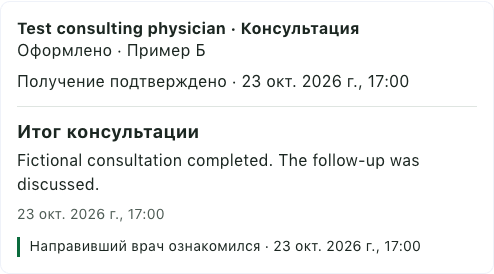 Test consulting physician · Консультация
Оформлено · Пример Б
Получение подтверждено · 23 окт. 2026 г., 17:00
Итог консультации
Fictional consultation completed. The follow-up was
discussed.
23 окт. 2026 г., 17:00
Направивший врач ознакомился · 23 окт. 2026 г., 17:00